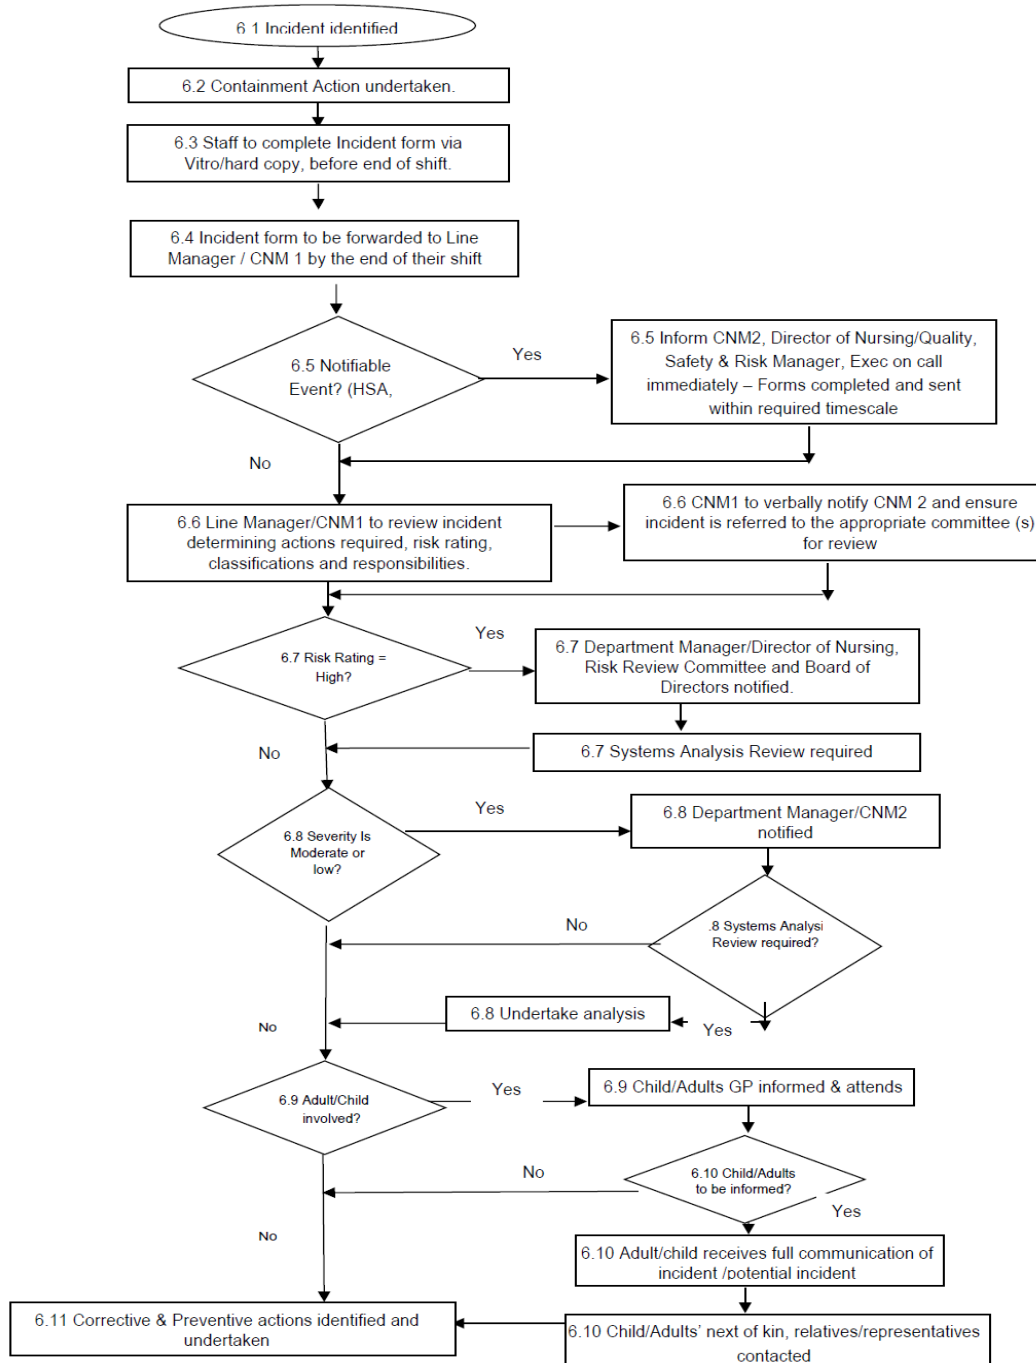 6.1 Incident identified
6.2 Containment Action undertaken.
6.3 Staff to complete Incident form via
Vitro/hard copy, before end of shift.
6.4 Incident form to be forwarded to Line
Manager / CNM 1 by the end of their shift
6.5 Notifiable
Event? (HSA,
Yes
6.5 Inform CNM2, Director of Nursing/Quality,
Safety & Risk Manager, Exec on call
immediately – Forms completed and sent
within required timescale
No
6.6 Line Manager/CNM1 to review incident
determining actions required, risk rating,
classifications and responsibilities.
6.6 CNM1 to verbally notify CNM 2 and ensure
incident is referred to the appropriate committee (s)
for review
6.7 Risk Rating =
High?
Yes
6.7 Department Manager/Director of Nursing,
Risk Review Committee and Board of
Directors notified.
No
6.7 Systems Analysis Review required
6.8 Severity Is
Moderate or
low?
Yes
6.8 Department Manager/CNM2
notified
.8 Systems Analysi
Review required?
No
6.8 Undertake analysis
Yes
No
6.9 Adult/Child
involved?
Yes
6.9 Child/Adults GP informed & attends
6.10 Child/Adults
to be informed?
No
Yes
No
6.10 Adult/child receives full communication of
incident /potential incident
6.11 Corrective & Preventive actions identified and
undertaken
6.10 Child/Adults' next of kin, relatives/representatives
contacted